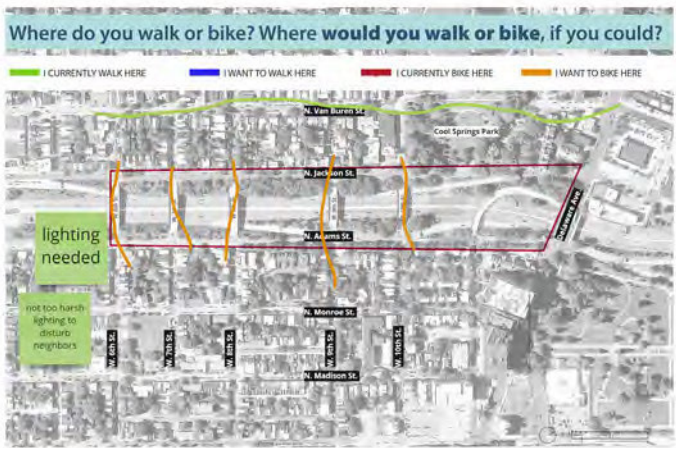 Where do you walk or bike? Where would you walk or bike, if you could?
I CURRENTLY WALK HERE
I WANT TO WALK HERE
I CURRENTLY BIKE HERE
I WANT TO BIKE HERE
N. Van Buren St.
Cool Springs Park
N. Jackson St.
Delaware Ave
lighting
needed
N. Adams St.
not too harsh
lighting to
disturb
neighbors
N. Monroe St.
W. 6th St.
W. 7th St.
W. 8th St.
W. 9th St.
W. 10th St.
N. Madison St.